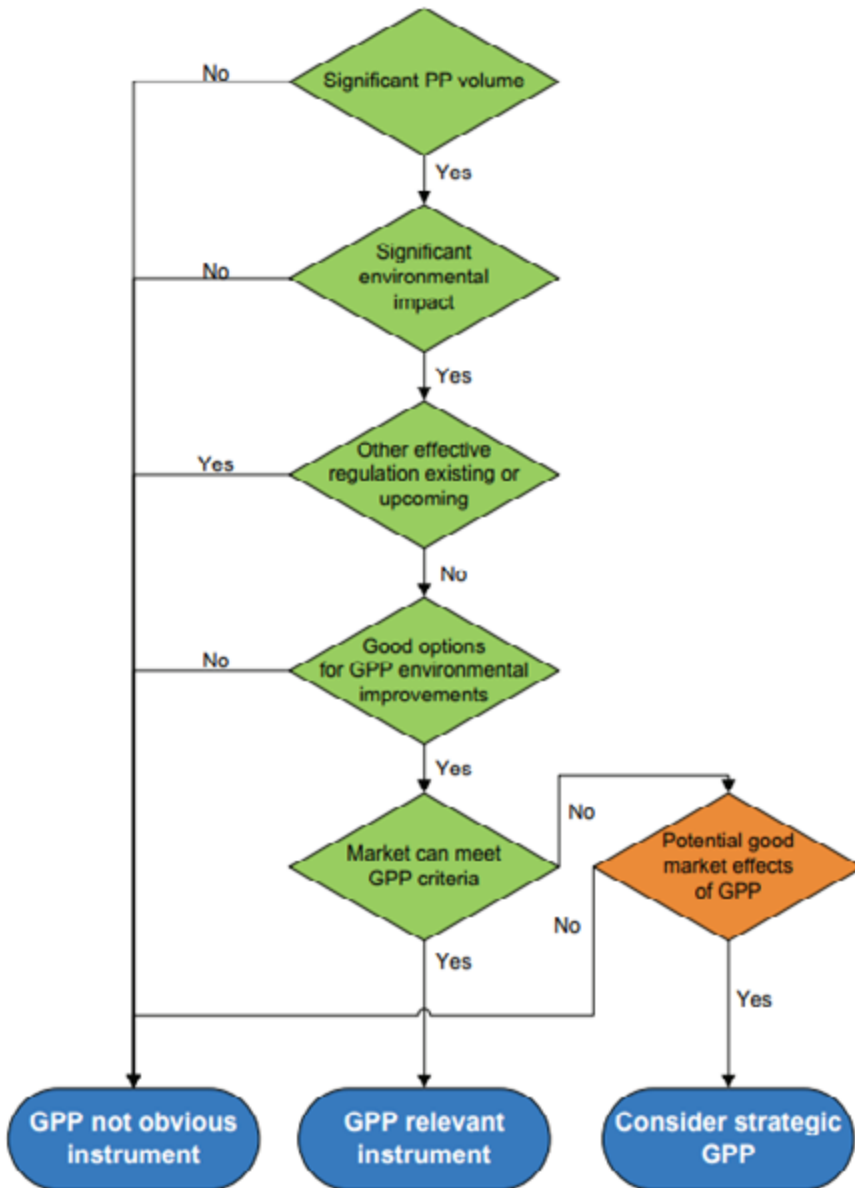 No
Significant PP volume
Yes
No
Significant
environmental
impact
Yes
Yes
Other effective
regulation existing or
upcoming
No
No
Good options
for GPP environmental
improvements
Yes
No
Market can meet
GPP criteria
Potential good
market effects
of GPP
No
Yes
Yes
GPP not obvious
instrument
GPP relevant
instrument
Consider strategic
GPP